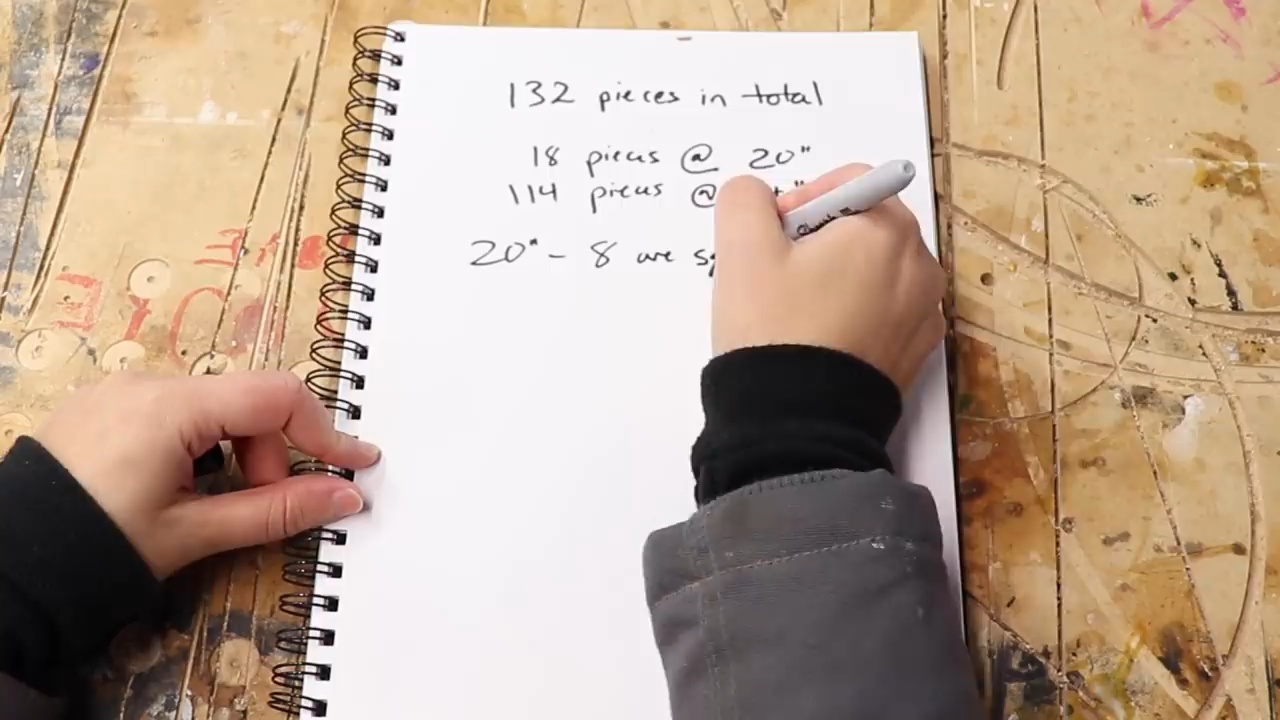 132 pieces in total
18 pieces @ 20"
114 pieces @
20" - 8 are